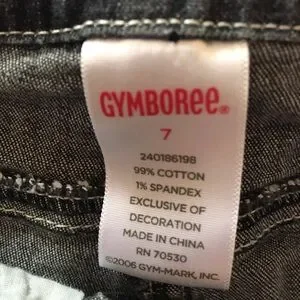 GYMBORee®
7
240186198
99% COTTON
1% SPANDEX
EXCLUSIVE OF
DECORATION
MADE IN CHINA
RN 70530
©2006 GYM-MARK, INC.